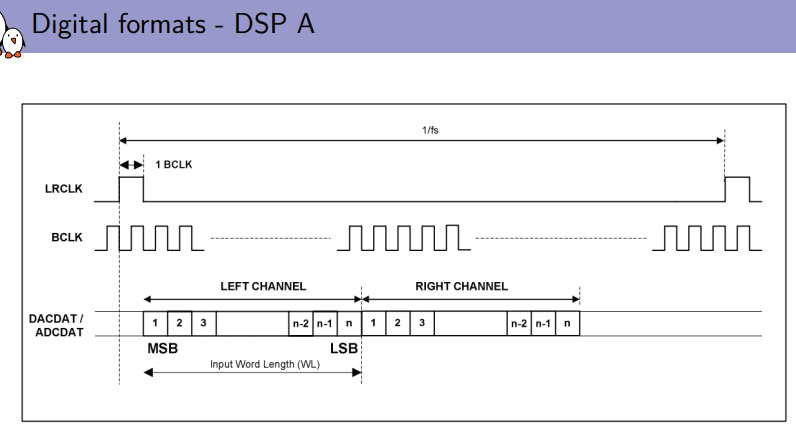 Digital formats - DSP A
1/fs
1 BCLK
LRCLK
BCLK
LEFT CHANNEL RIGHT CHANNEL
DACDAT / ADCDAT
1 2 3 n-2 n-1 n 1 2 3 n-2 n-1 n
MSB LSB
Input Word Length (WL)